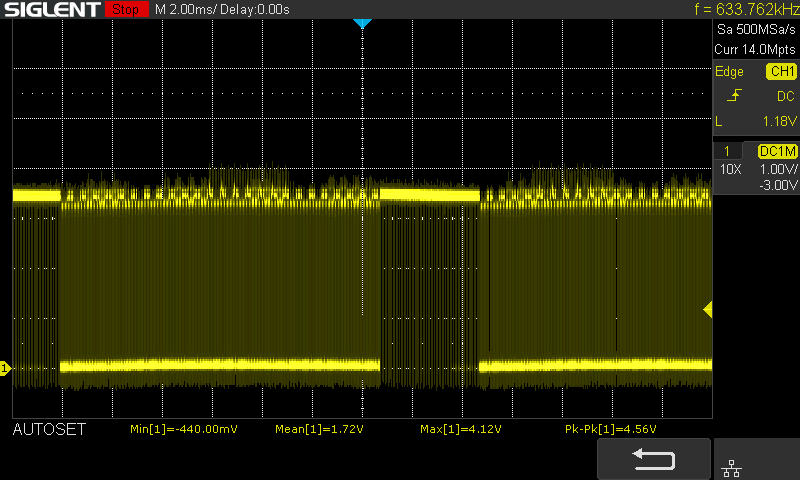 SIGLENT Stop M 2.00ms/ Delay:0.00s f = 633.762kHz
Sa 500MSa/s
Curr 14.0Mpts
Edge CH1
DC
L 1.18V
1 DC1M
10X 1.00V/
-3.00V
1
AUTOSET Min[1]=-440.00mV Mean[1]=1.72V Max[1]=4.12V Pk-Pk[1]=4.56V